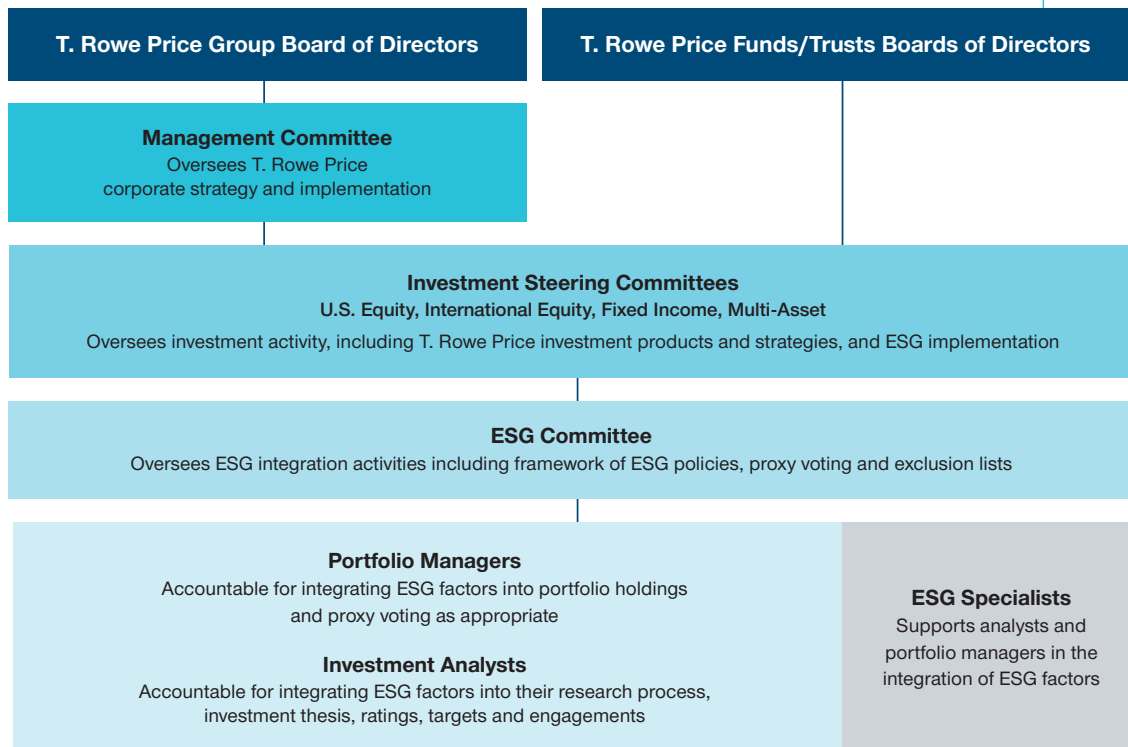 T. Rowe Price Group Board of Directors
T. Rowe Price Funds/Trusts Boards of Directors
Management Committee
Oversees T. Rowe Price
corporate strategy and implementation
Investment Steering Committees
U.S. Equity, International Equity, Fixed Income, Multi-Asset
Oversees investment activity, including T. Rowe Price investment products and strategies, and ESG implementation
ESG Committee
Oversees ESG integration activities including framework of ESG policies, proxy voting and exclusion lists
Portfolio Managers
Accountable for integrating ESG factors into portfolio holdings
and proxy voting as appropriate
Investment Analysts
Accountable for integrating ESG factors into their research process,
investment thesis, ratings, targets and engagements
ESG Specialists
Supports analysts and
portfolio managers in the
integration of ESG factors